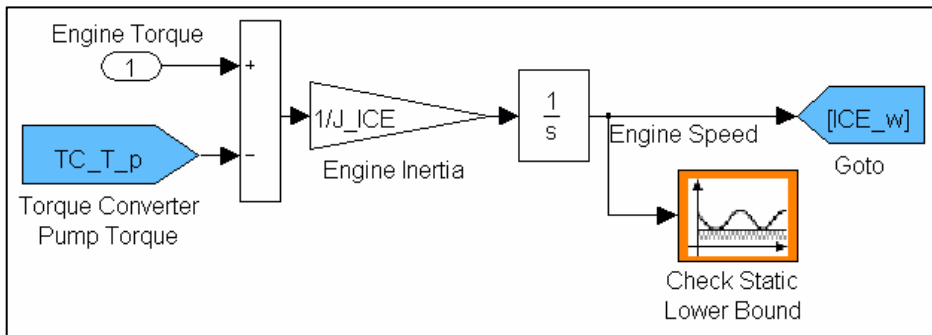 Engine Torque
1
+
TC_T_p
−
Torque Converter
Pump Torque
1/J_ICE
Engine Inertia
1
s
Engine Speed
[ICE_w]
Goto
Check Static
Lower Bound